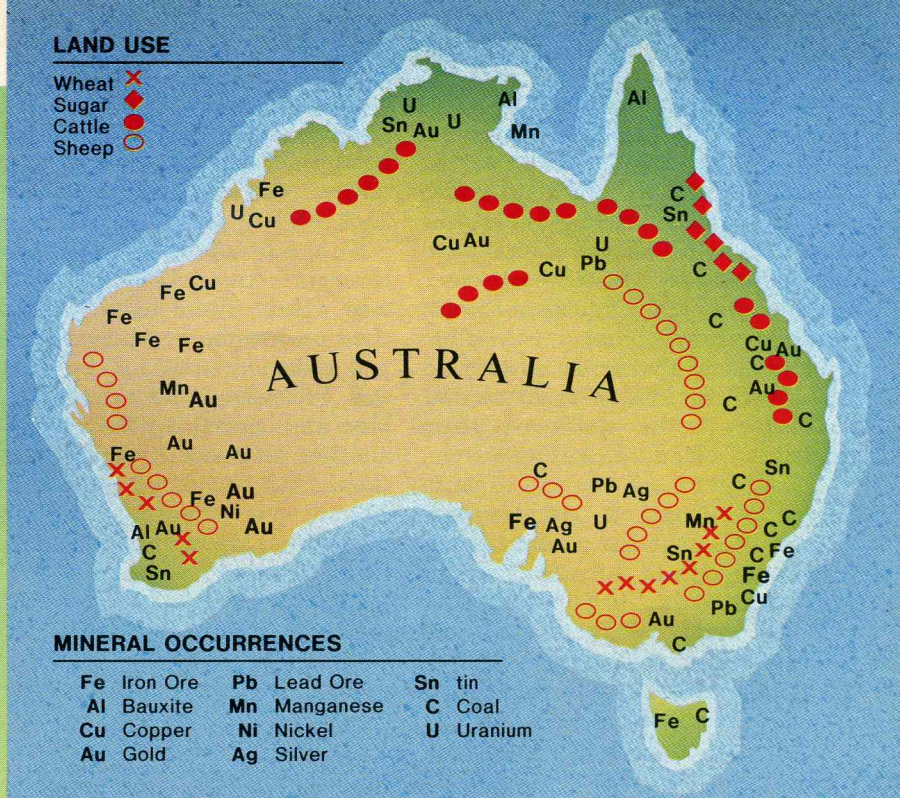 LAND USE
Wheat
Sugar
Cattle
Sheep
U
Sn Au U
Al
Mn
Al
Fe
U Cu
C
Sn
Cu Au
U
Cu Pb
C
Fe Cu
Fe
C
Fe Fe
Cu Au
C
AUSTRALIA
Mn Au
Au
C
C
Au
Au
Fe
C
Sn
Fe Au
Ni
Au
Pb Ag
C
Al Au
C
Sn
Fe Ag
Au
U
Mn
C C
Sn
C Fe
Fe
Cu
Pb
Au
C
Fe C
MINERAL OCCURRENCES
Fe Iron Ore Pb Lead Ore Sn tin
Al Bauxite Mn Manganese C Coal
Cu Copper Ni Nickel U Uranium
Au Gold Ag Silver